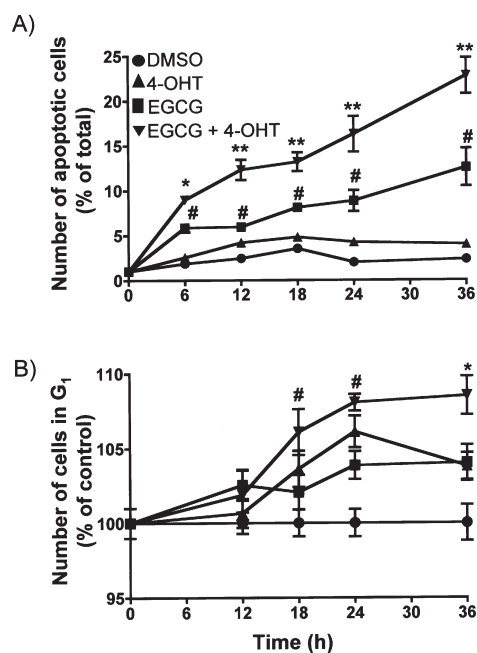 A)
Number of apoptotic cells
(% of total)
25
20
15
10
5
0
DMSO
4-OHT
EGCG
EGCG + 4-OHT
* ** ** ** **
# # # # #
0 6 12 18 24 30 36
B)
Number of cells in G1
(% of control)
110
105
100
95
# # *
0 6 12 18 24 30 36
Time (h)